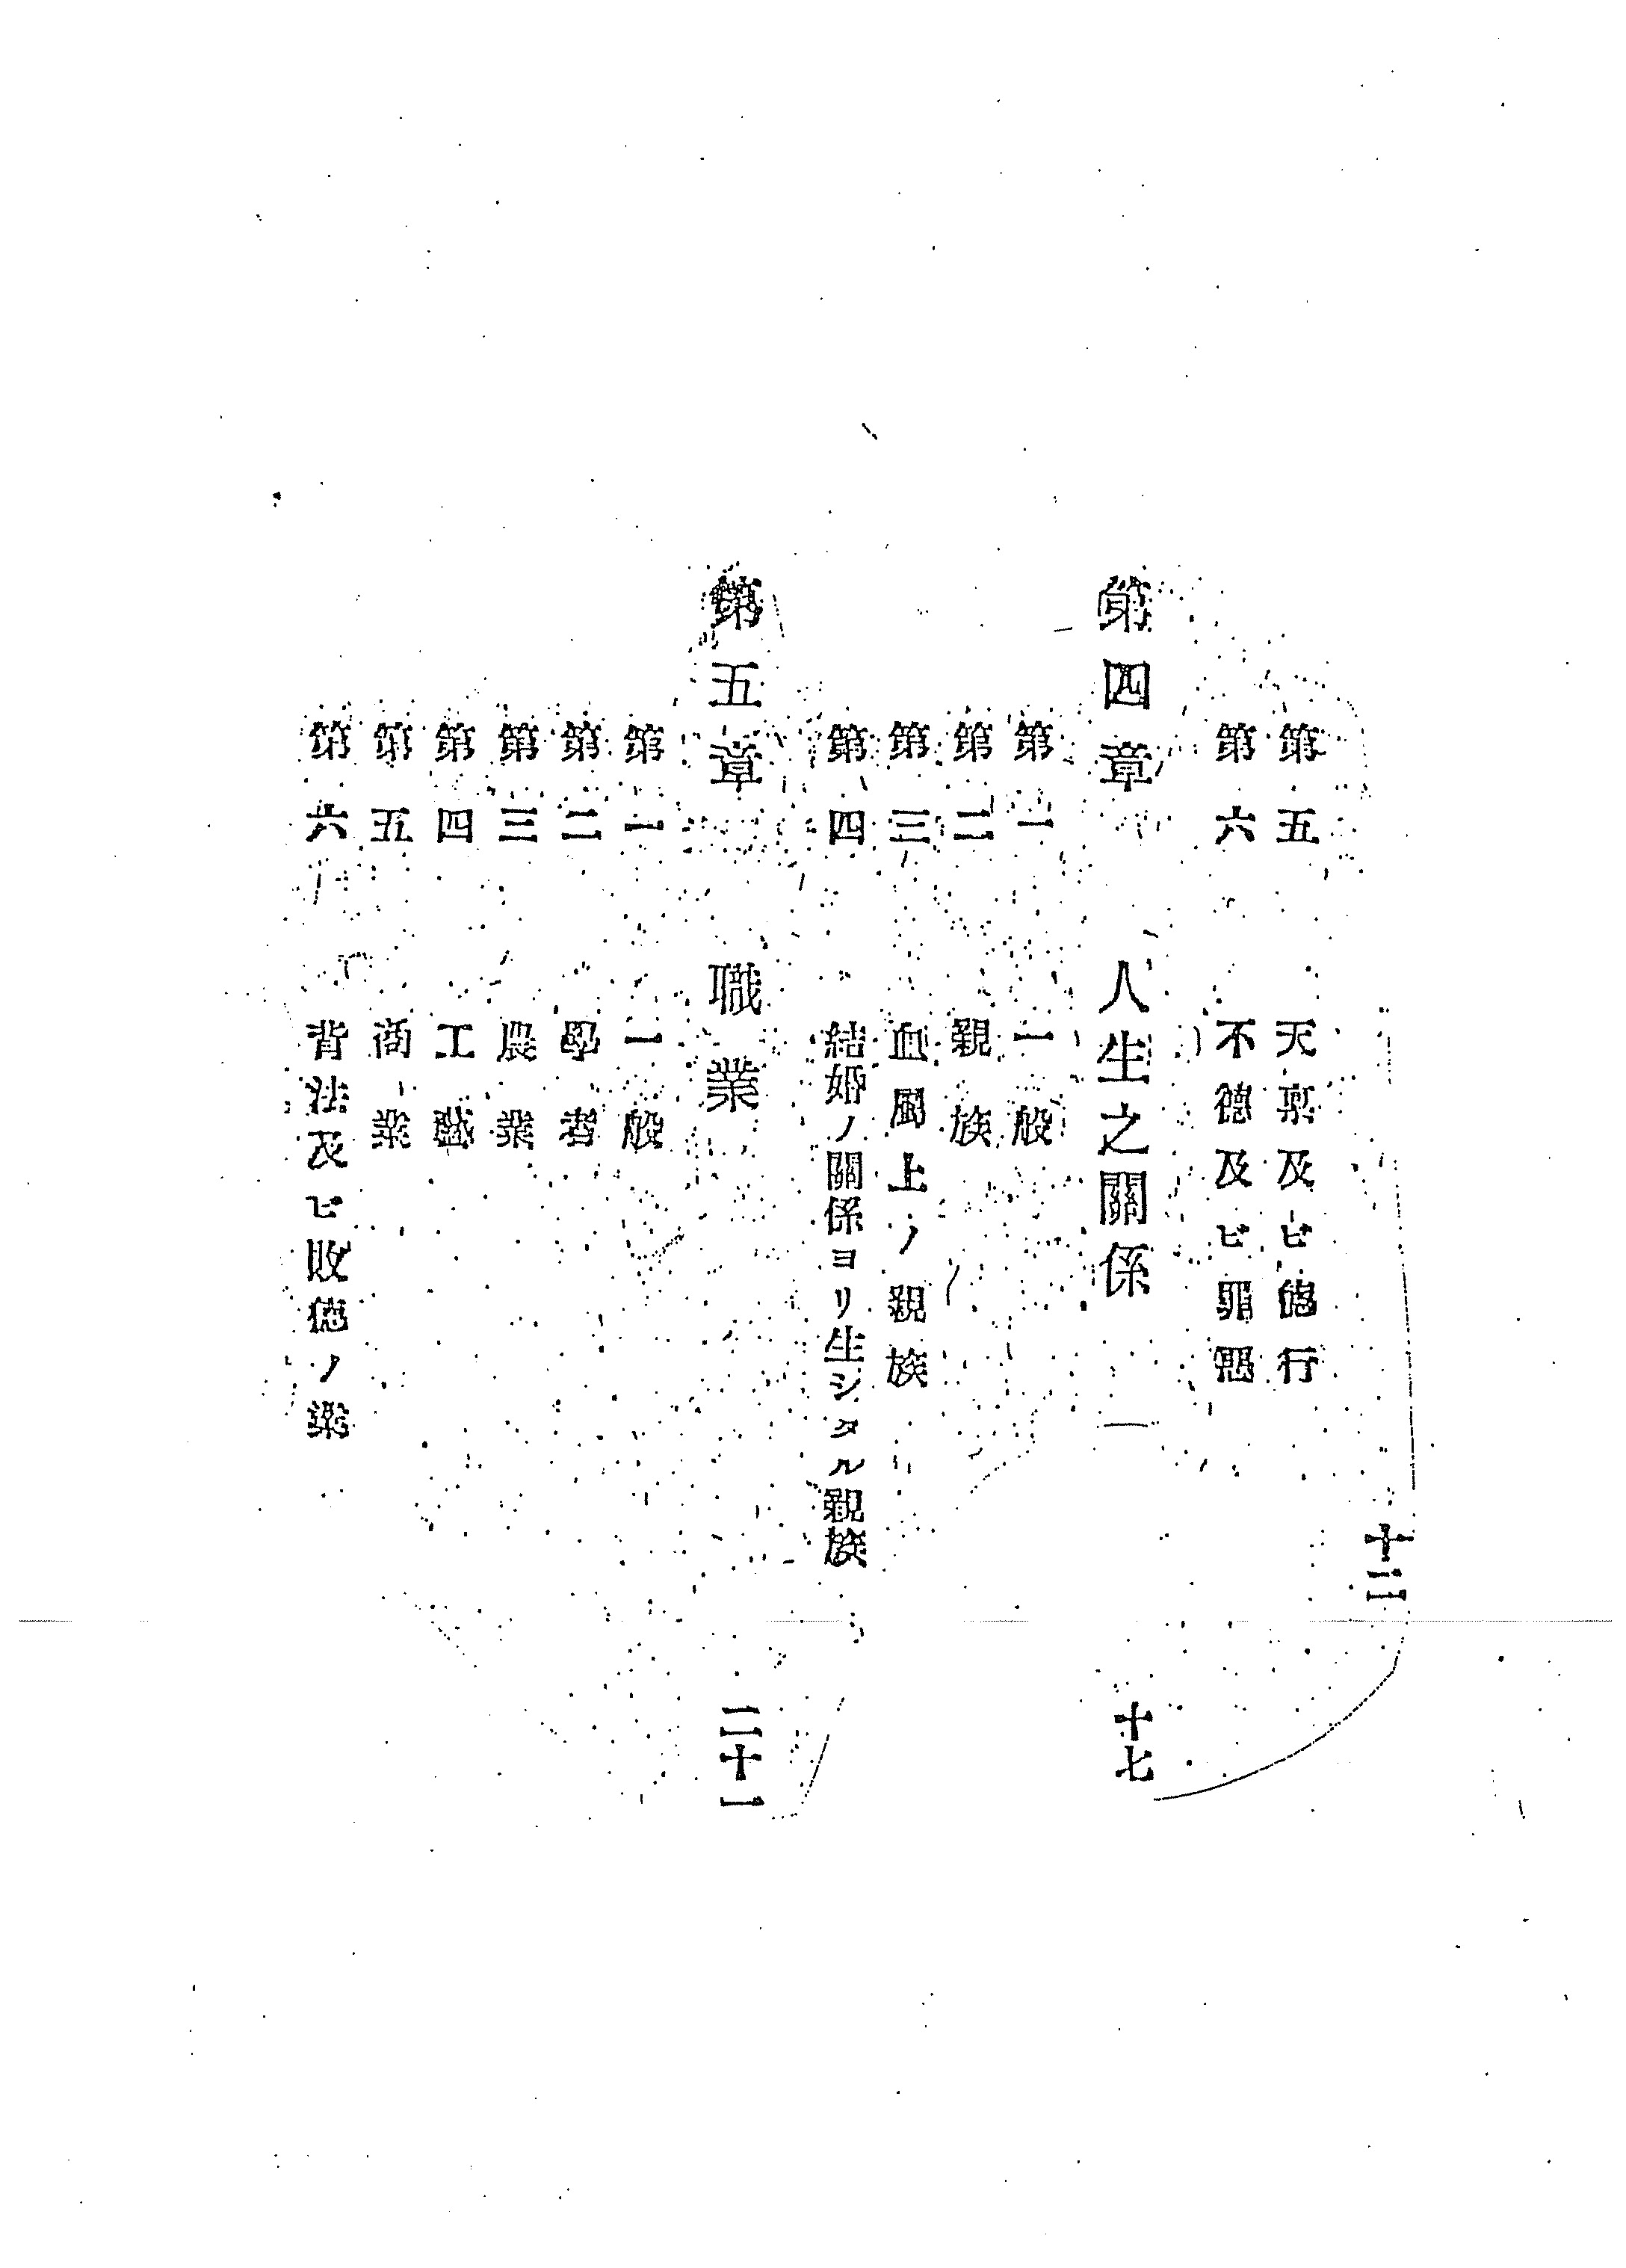 十二
第五 天禀及ビ德行
第六 不德及ビ罪惡
第四章 人生之關係 十七
第一 一般
第二 親族
第三 血屬上ノ親族
第四 結婚ノ關係ヨリ生シタル親族
第五章 職業 二十一
第一 一般
第二 學者
第三 農業
第四 工藝
第五 商業
第六 背法及ビ敗德ノ業